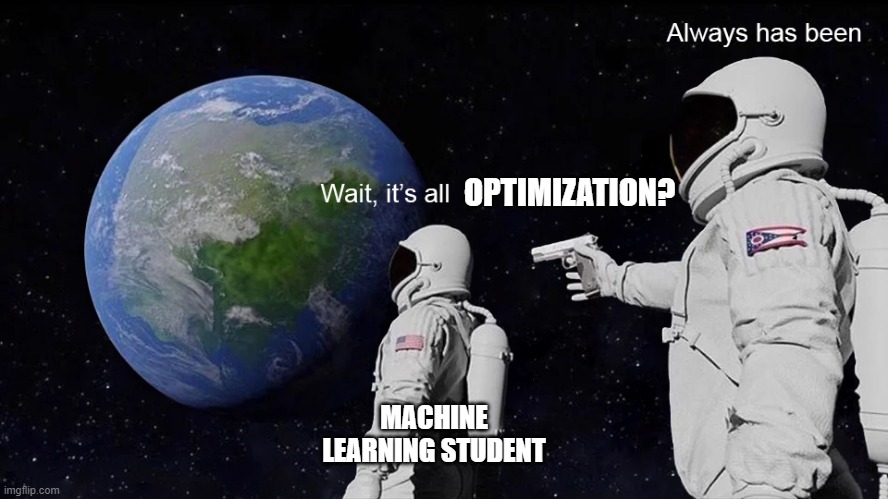 Always has been
Wait, it's all OPTIMIZATION?
MACHINE
LEARNING STUDENT
imgflip.com